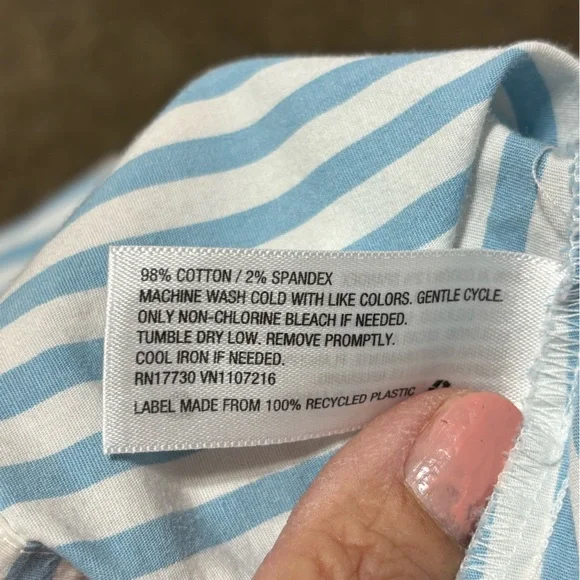 98% COTTON / 2% SPANDEX
MACHINE WASH COLD WITH LIKE COLORS. GENTLE CYCLE.
ONLY NON-CHLORINE BLEACH IF NEEDED.
TUMBLE DRY LOW. REMOVE PROMPTLY.
COOL IRON IF NEEDED.
RN17730 VN1107216
LABEL MADE FROM 100% RECYCLED PLASTIC